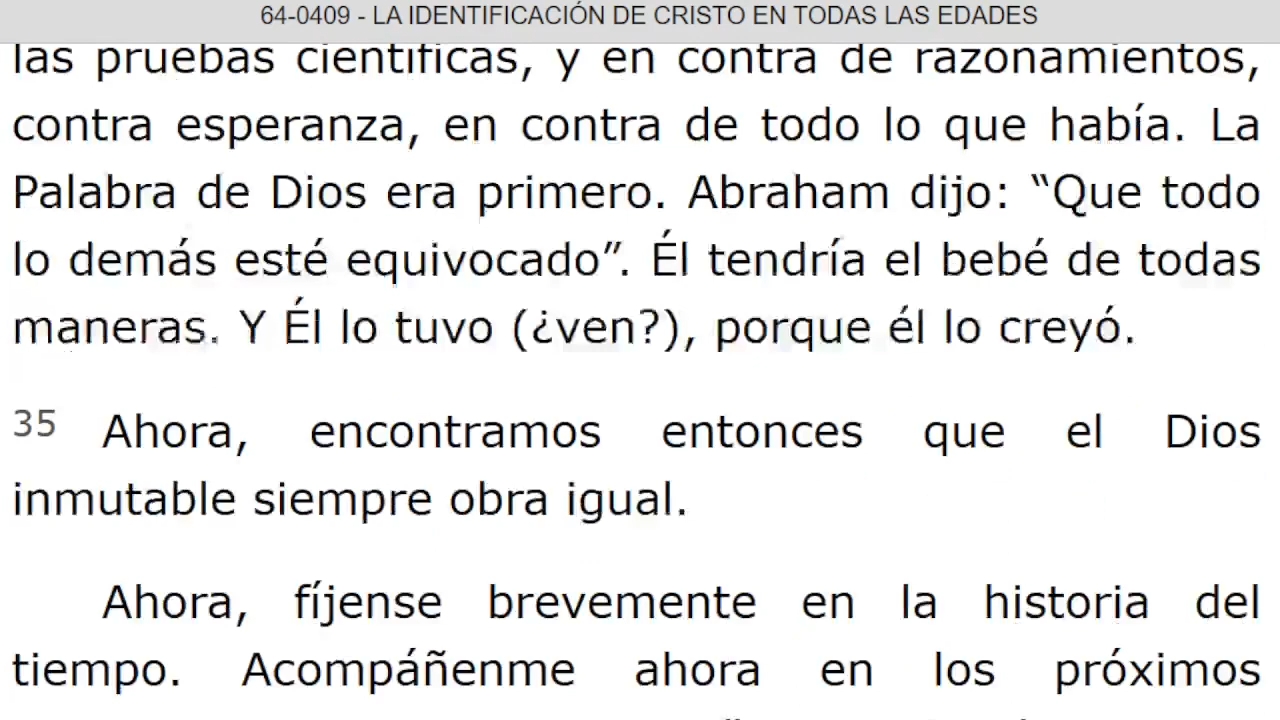 64-0409 - LA IDENTIFICACIÓN DE CRISTO EN TODAS LAS EDADES
las pruebas científicas, y en contra de razonamientos,
contra esperanza, en contra de todo lo que había. La
Palabra de Dios era primero. Abraham dijo: “Que todo
lo demás esté equivocado”. Él tendría el bebé de todas
maneras. Y Él lo tuvo (¿ven?), porque él lo creyó.
35 Ahora, encontramos entonces que el Dios
inmutable siempre obra igual.
Ahora, fíjense brevemente en la historia del
tiempo. Acompáñenme ahora en los próximos